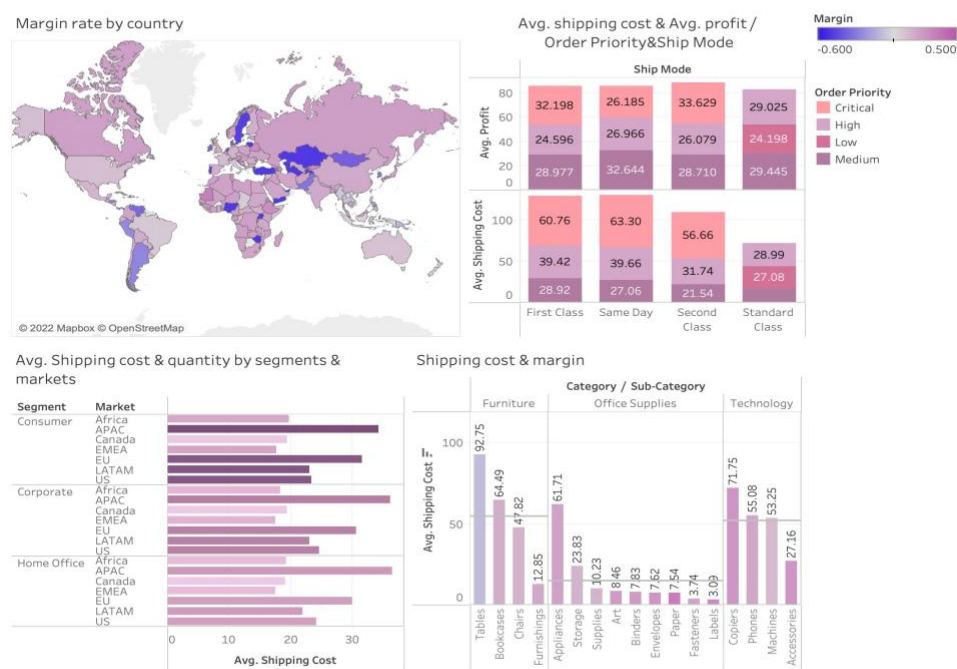 Margin rate by country
© 2022 Mapbox © OpenStreetMap
Avg. shipping cost & Avg. profit /
Order Priority&Ship Mode
Ship Mode
Avg. Profit
80
60
40
20
0
32.198
26.185
33.629
29.025
24.596
26.966
26.079
24.198
28.977
32.644
28.710
29.445
Avg. Shipping Cost
100
50
0
60.76
63.30
56.66
39.42
39.66
31.74
28.99
27.08
28.92
27.06
21.54
First Class
Same Day
Second
Class
Standard
Class
Margin
-0.600
0.500
Order Priority
Critical
High
Low
Medium
Avg. Shipping cost & quantity by segments &
markets
Segment
Market
Consumer
Africa
APAC
Canada
EMEA
EU
LATAM
US
Corporate
Africa
APAC
Canada
EMEA
EU
LATAM
US
Home Office
Africa
APAC
Canada
EMEA
EU
LATAM
US
0
10
20
30
Avg. Shipping Cost
Shipping cost & margin
Category / Sub-Category
Furniture
Office Supplies
Technology
Avg. Shipping Cost
100
50
0
92.75
64.49
47.82
12.85
61.71
23.83
10.23
8.46
7.83
7.62
7.54
3.74
3.09
71.75
55.08
53.25
27.16
Tables
Bookcases
Chairs
Furnishings
Appliances
Storage
Supplies
Art
Binders
Envelopes
Paper
Fasteners
Labels
Copiers
Phones
Machines
Accessories